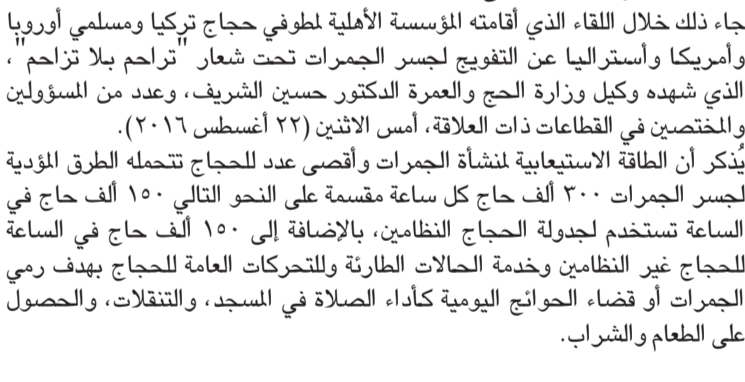 جاء ذلك خلال اللقاء الذي أقامته المؤسسة الأهلية لمطوفي حجاج تركيا ومسلمي أوروبا
وأمريكا وأستراليا عن التفويج لجسر الجمرات تحت شعار "تراحم بلا تزاحم"،
الذي شهده وكيل وزارة الحج والعمرة الدكتور حسين الشريف، وعدد من المسؤولين
والمختصين في القطاعات ذات العلاقة، أمس الاثنين (٢٢ أغسطس ٢٠١٦).
يُذكر أن الطاقة الاستيعابية لمنشأة الجمرات وأقصى عدد للحجاج تتحمله الطرق المؤدية
لجسر الجمرات ٣٠٠ ألف حاج كل ساعة مقسمة على النحو التالي ١٥٠ ألف حاج في
الساعة تستخدم لجدولة الحجاج النظامين، بالإضافة إلى ١٥٠ ألف حاج في الساعة
للحجاج غير النظامين وخدمة الحالات الطارئة وللتحركات العامة للحجاج بهدف رمي
الجمرات أو قضاء الحوائج اليومية كأداء الصلاة في المسجد، والتنقلات، والحصول
على الطعام والشراب.